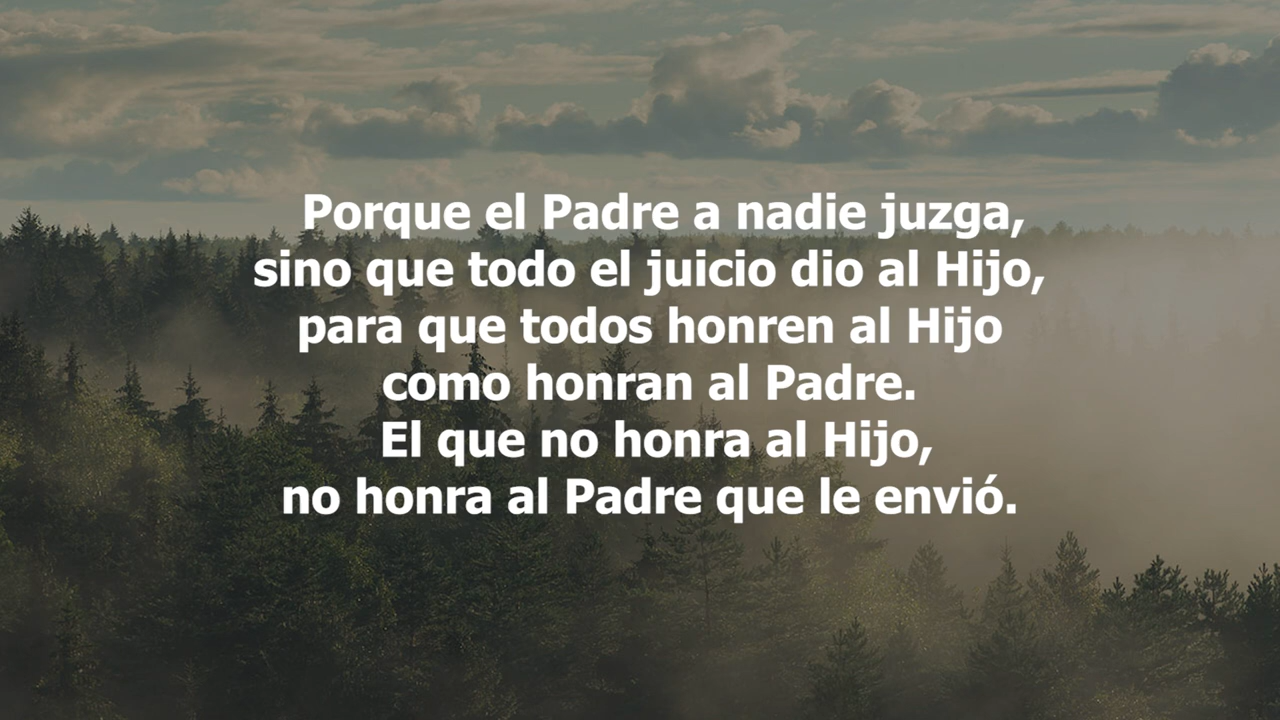 Porque el Padre a nadie juzga,
sino que todo el juicio dio al Hijo,
para que todos honren al Hijo
como honran al Padre.
El que no honra al Hijo,
no honra al Padre que le envió.